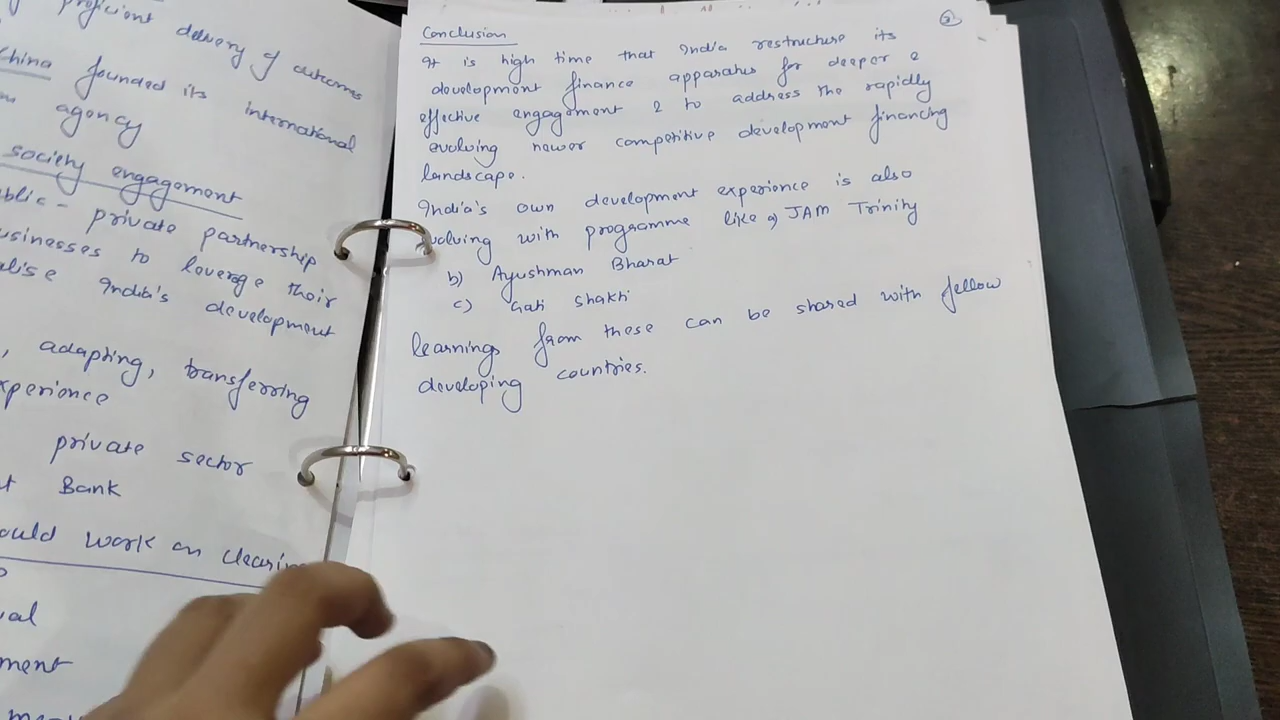 proficient delivery of outcomes
China founded its international
agency
society engagement
public - private partnership
businesses to leverage their
India's development
, adapting, transferring
experience
private sector
Bank
would work on
Conclusion
2
It is high time that India restructure its
development finance apparatus for deeper &
effective engagement & to address the rapidly
evolving newer competitive development financing
landscape.
India's own development experience is also
evolving with programme like a) JAM Trinity
b) Ayushman Bharat
c) Gati Shakti
learnings from these can be shared with fellow
developing countries.